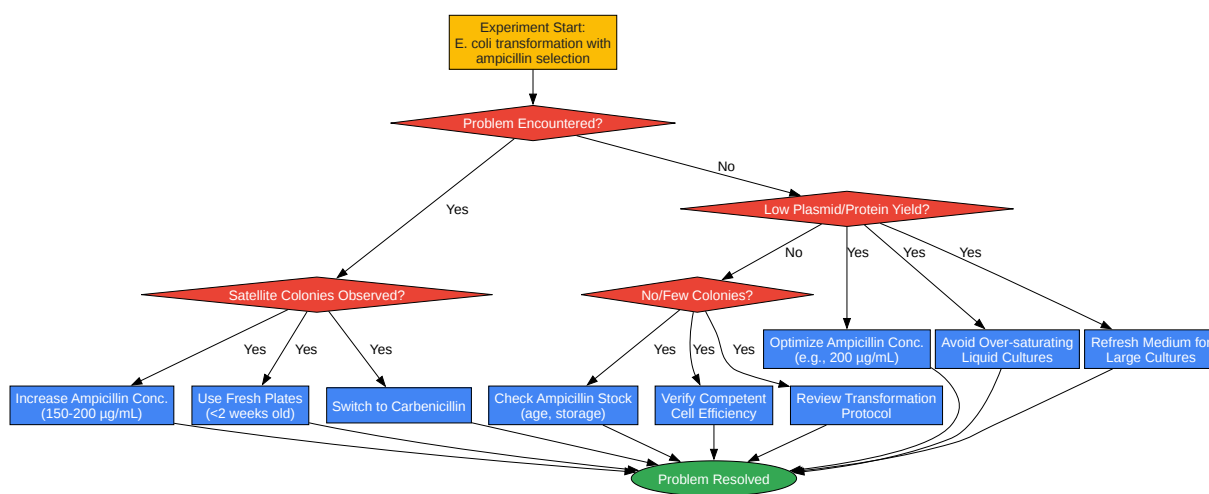 Experiment Start:
E. coli transformation with
ampicillin selection
Problem Encountered?
No
Yes
Low Plasmid/Protein Yield?
No
Yes
Yes
Yes
Satellite Colonies Observed?
No/Few Colonies?
Optimize Ampicillin Conc.
(e.g., 200 µg/mL)
Avoid Over-saturating
Liquid Cultures
Refresh Medium for
Large Cultures
Yes
Yes
Yes
Yes
Yes
Yes
Increase Ampicillin Conc.
(150-200 µg/mL)
Use Fresh Plates
(<2 weeks old)
Switch to Carbenicillin
Check Ampicillin Stock
(age, storage)
Verify Competent
Cell Efficiency
Review Transformation
Protocol
Problem Resolved